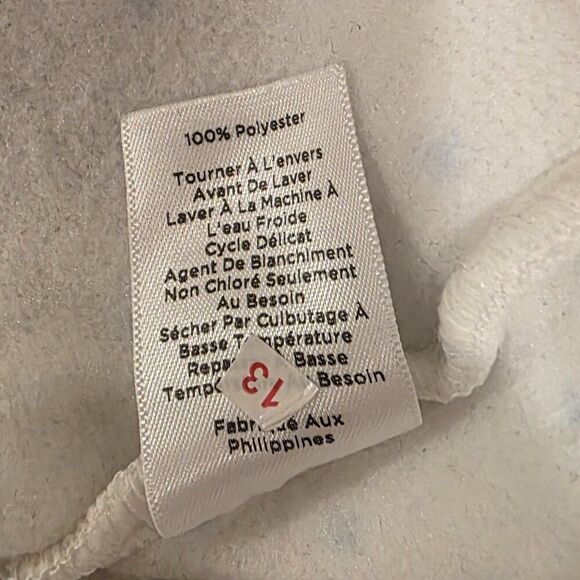 100% Polyester
Tourner À L'envers
Avant De Laver
Laver À La Machine À
L'eau Froide
Cycle Délicat
Agent De Blanchiment
Non Chloré Seulement
Au Besoin
Sécher Par Culbutage À
Basse Température
Basse
Besoin
Aux
Philippines
13